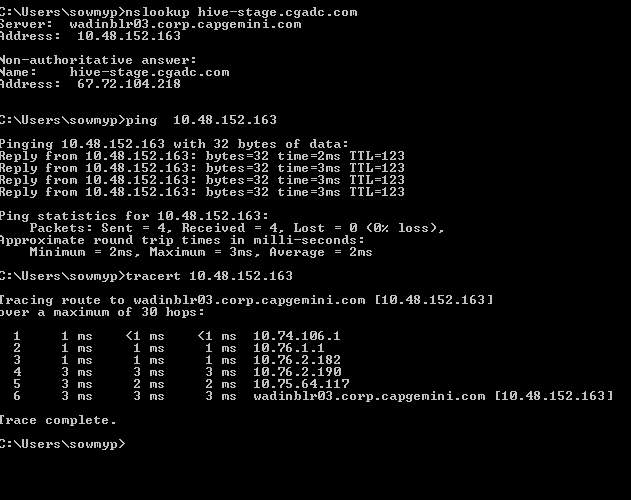 C:\Users\sowmyp>nslookup hive-stage.cgadc.com
Server:  wadinblr03.corp.capgemini.com
Address:  10.48.152.163

Non-authoritative answer:
Name:    hive-stage.cgadc.com
Address:  67.72.104.218

C:\Users\sowmyp>ping  10.48.152.163

Pinging 10.48.152.163 with 32 bytes of data:
Reply from 10.48.152.163: bytes=32 time=2ms TTL=123
Reply from 10.48.152.163: bytes=32 time=3ms TTL=123
Reply from 10.48.152.163: bytes=32 time=3ms TTL=123
Reply from 10.48.152.163: bytes=32 time=3ms TTL=123

Ping statistics for 10.48.152.163:
    Packets: Sent = 4, Received = 4, Lost = 0 (0% loss),
Approximate round trip times in milli-seconds:
    Minimum = 2ms, Maximum = 3ms, Average = 2ms

C:\Users\sowmyp>tracert 10.48.152.163

Tracing route to wadinblr03.corp.capgemini.com [10.48.152.163]
over a maximum of 30 hops:

  1     1 ms    <1 ms    <1 ms  10.74.106.1
  2     1 ms     1 ms     1 ms  10.76.1.1
  3     1 ms     1 ms     1 ms  10.76.2.182
  4     3 ms     3 ms     3 ms  10.76.2.190
  5     3 ms     2 ms     2 ms  10.75.64.117
  6     3 ms     3 ms     3 ms  wadinblr03.corp.capgemini.com [10.48.152.163]

Trace complete.

C:\Users\sowmyp>